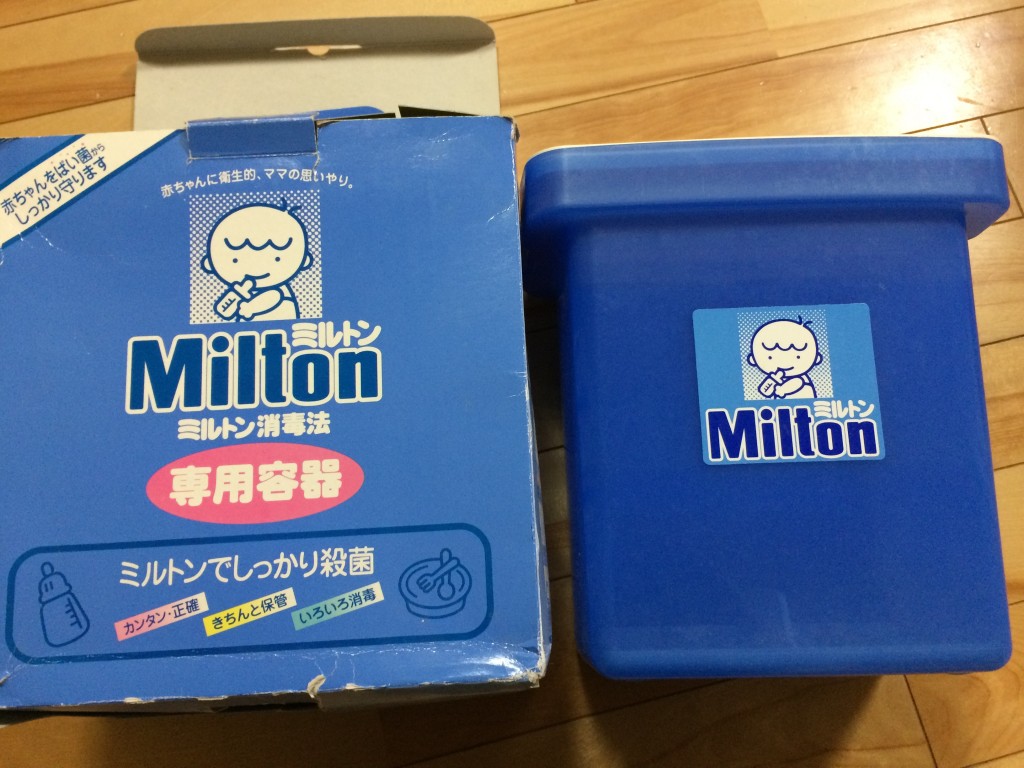 赤ちゃんをばい菌から
しっかり守ります
赤ちゃんに衛生的、ママの思いやり。
ミルトン
Milton
ミルトン消毒法
専用容器
ミルトンでしっかり殺菌
カンタン・正確
きちんと保管
いろいろ消毒
ミルトン
Milton